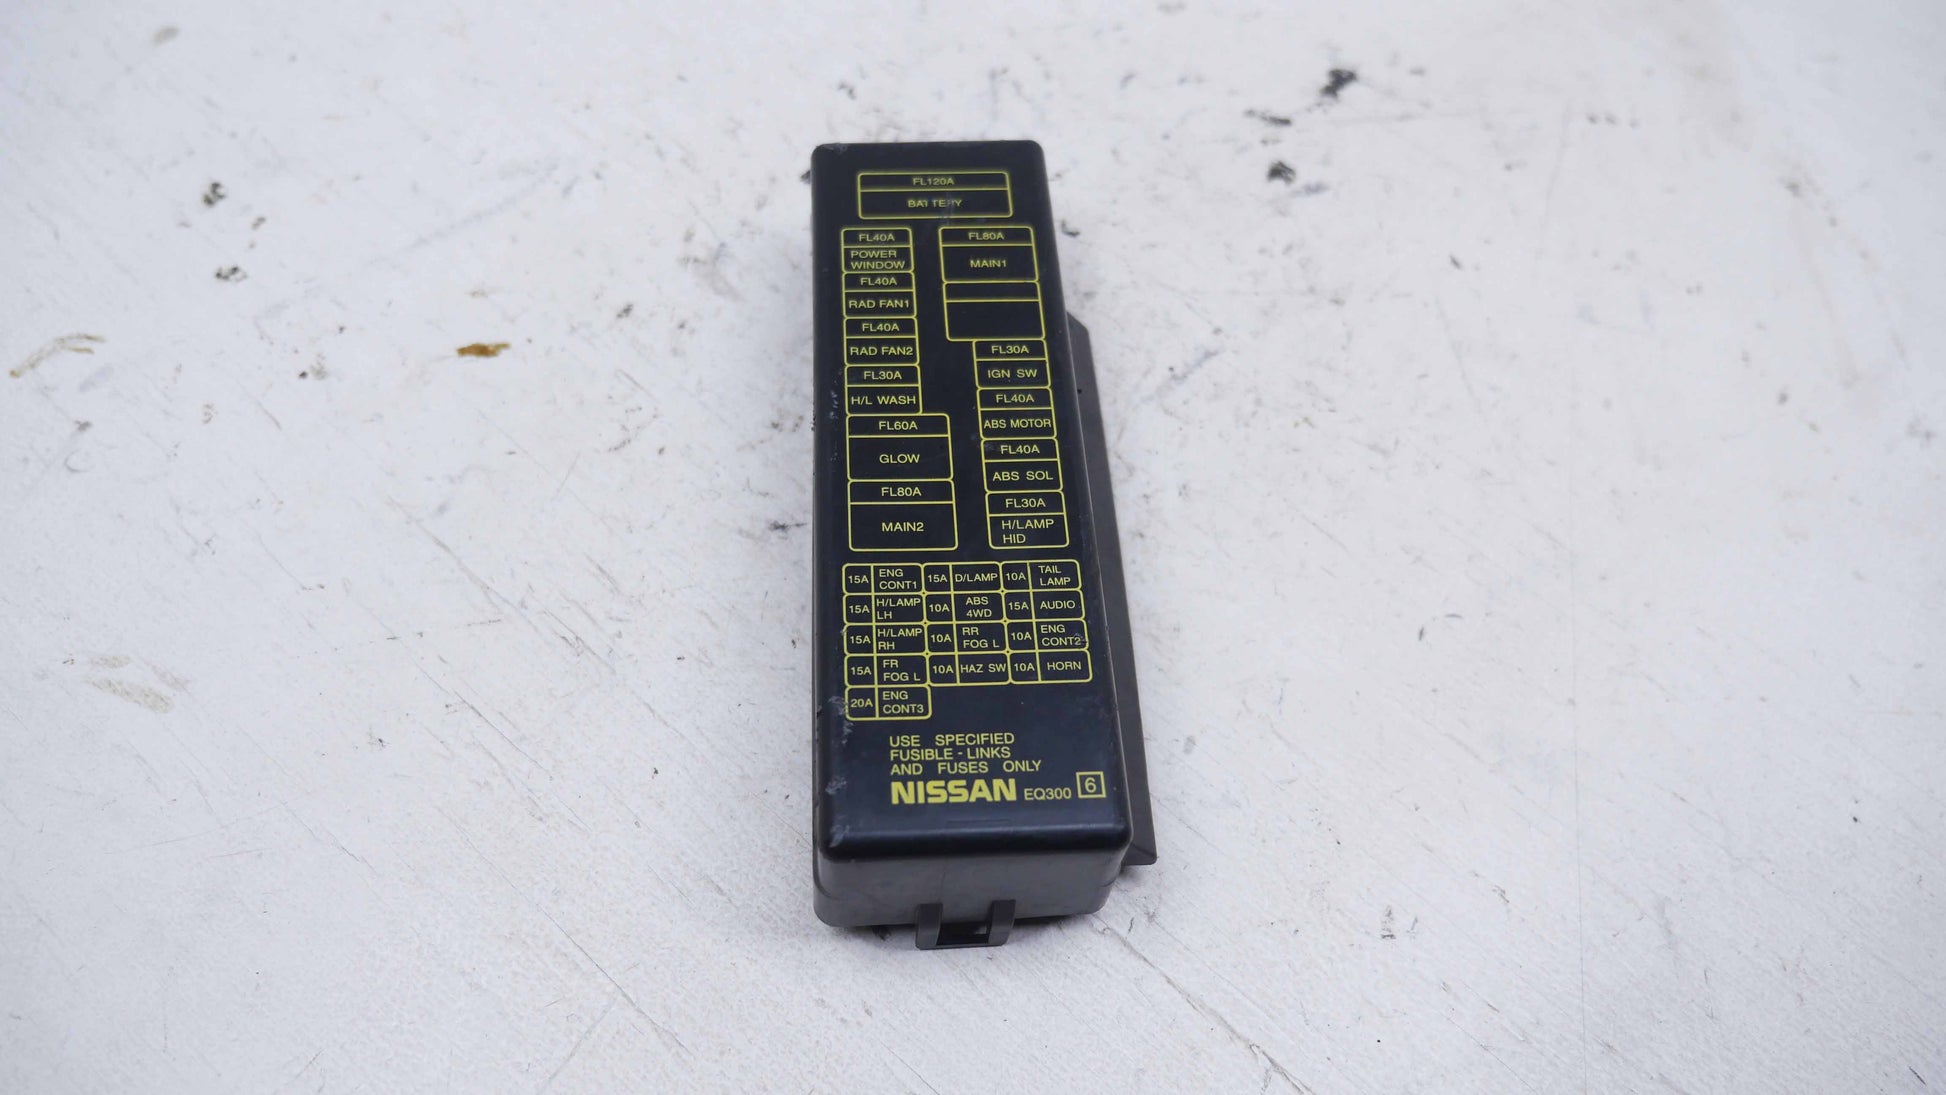 FL120A
BATTERY
FL40A
POWER
WINDOW
FL40A
RAD FAN1
FL40A
RAD FAN2
FL30A
H/L WASH
FL60A
GLOW
FL80A
MAIN2
FL80A
MAIN1
FL30A
IGN SW
FL40A
ABS MOTOR
FL40A
ABS SOL
FL30A
H/LAMP
HID
15A ENG CONT1 15A D/LAMP 10A TAIL LAMP
15A H/LAMP LH 10A ABS 4WD 15A AUDIO
15A H/LAMP RH 10A RR FOG L 10A ENG CONT2
15A FR FOG L 10A HAZ SW 10A HORN
20A ENG CONT3
USE SPECIFIED
FUSIBLE - LINKS
AND FUSES ONLY
NISSAN EQ300 6